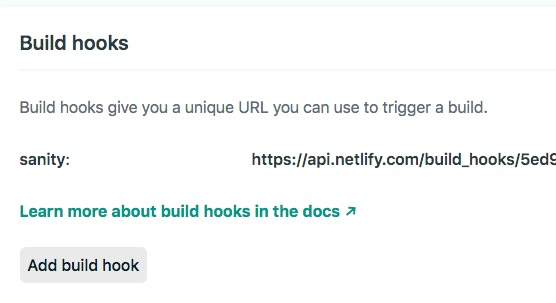 Build hooks
Build hooks give you a unique URL you can use to trigger a build.
sanity: https://api.netlify.com/build_hooks/5ed9
Learn more about build hooks in the docs ↗
Add build hook